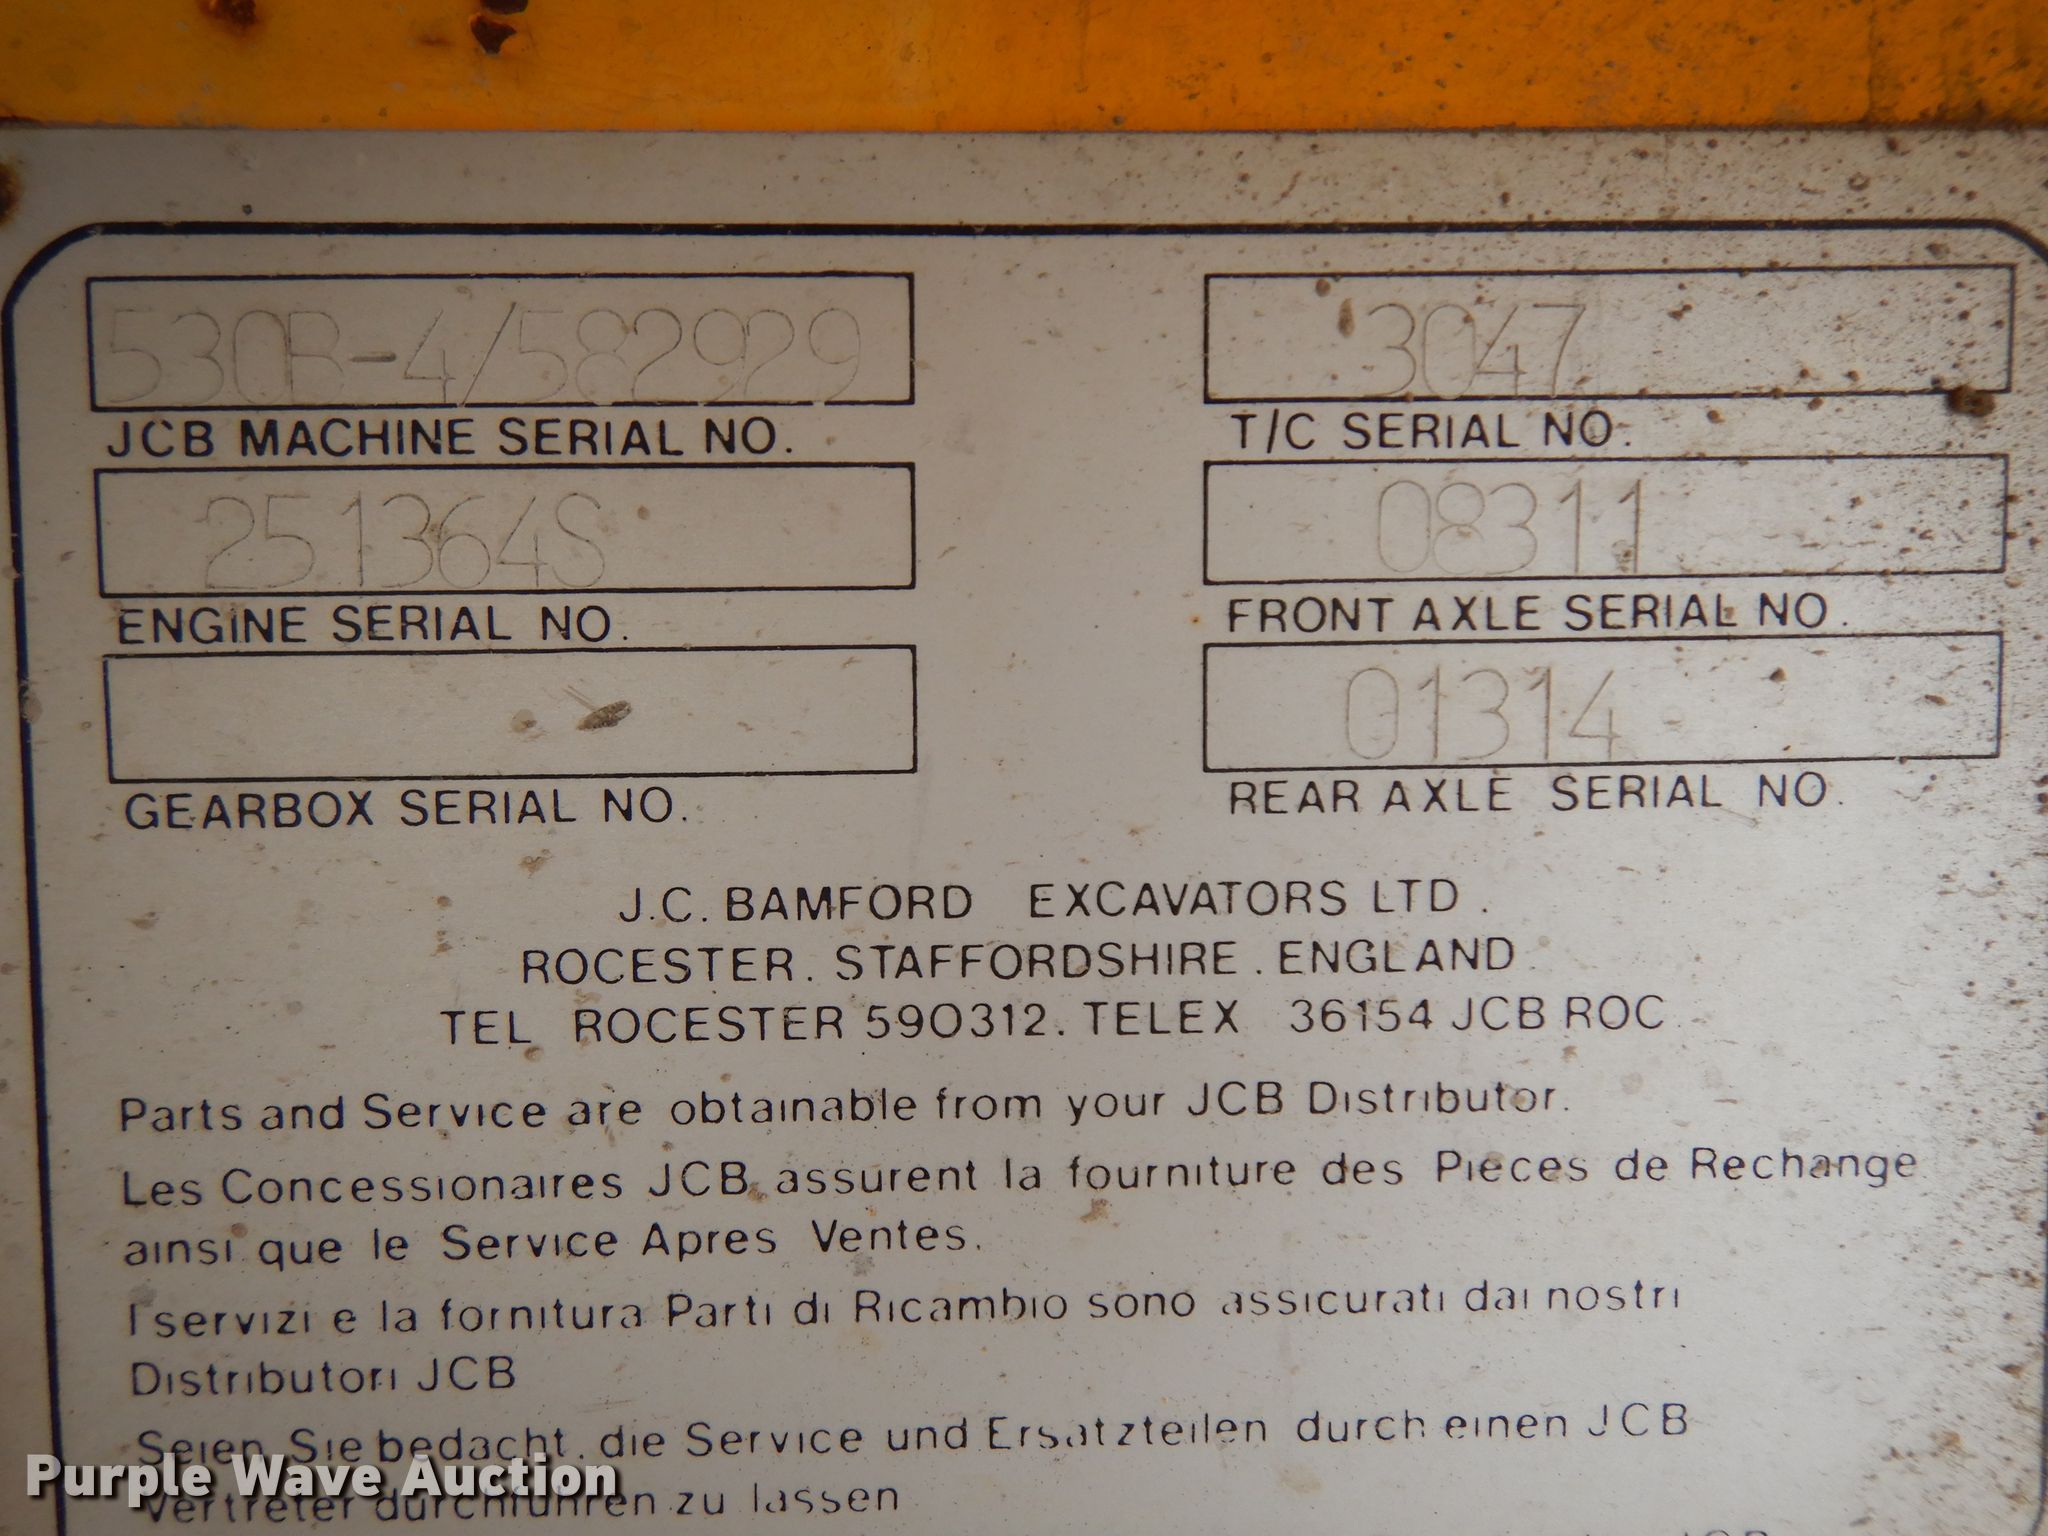 530B-4/582929
JCB MACHINE SERIAL NO.
251364S
ENGINE SERIAL NO.
GEARBOX SERIAL NO.
3047
T/C SERIAL NO.
08311
FRONT AXLE SERIAL NO.
01314
REAR AXLE SERIAL NO.
J.C. BAMFORD EXCAVATORS LTD.
ROCESTER. STAFFORDSHIRE. ENGLAND
TEL ROCESTER 590312. TELEX 36154 JCB ROC
Parts and Service are obtainable from your JCB Distributor.
Les Concessionaires JCB assurent la fourniture des Pieces de Rechange
ainsi que le Service Apres Ventes.
I servizi e la fornitura Parti di Ricambio sono assicurati dai nostri
Distributori JCB
Seien Sie bedacht, die Service und Ersatzteilen durch einen JCB
Vertreter durchführen zu lassen
Purple Wave Auction